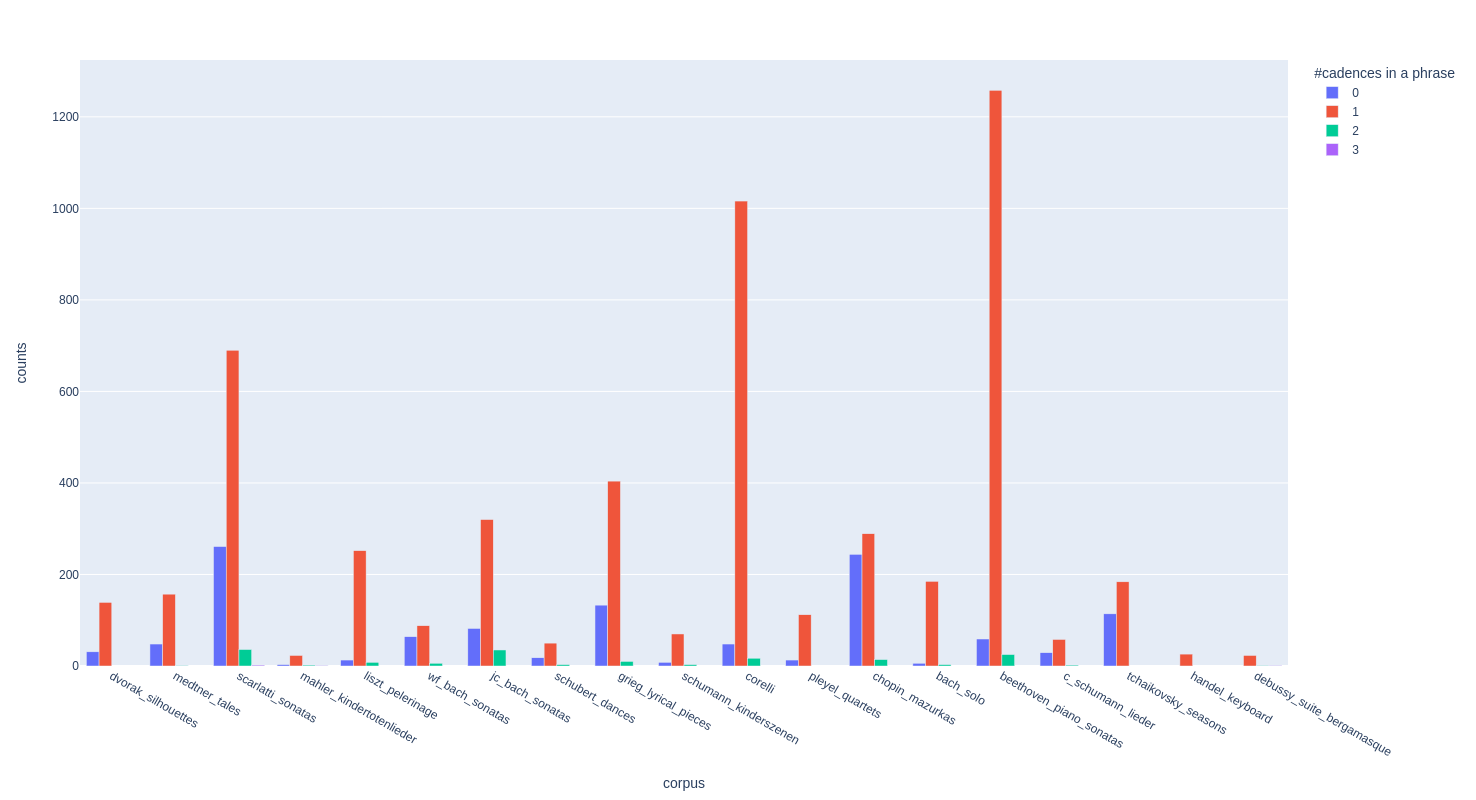 #cadences in a phrase
0
1
2
3
counts
1200
1000
800
600
400
200
0
dvorak_silhouettes
medtner_tales
scarlatti_sonatas
mahler_kindertotenlieder
liszt_pelerinage
wf_bach_sonatas
jc_bach_sonatas
schubert_dances
grieg_lyrical_pieces
schumann_kinderszenen
corelli
pleyel_quartets
chopin_mazurkas
bach_solo
beethoven_piano_sonatas
c_schumann_lieder
tchaikovsky_seasons
handel_keyboard
debussy_suite_bergamasque
corpus